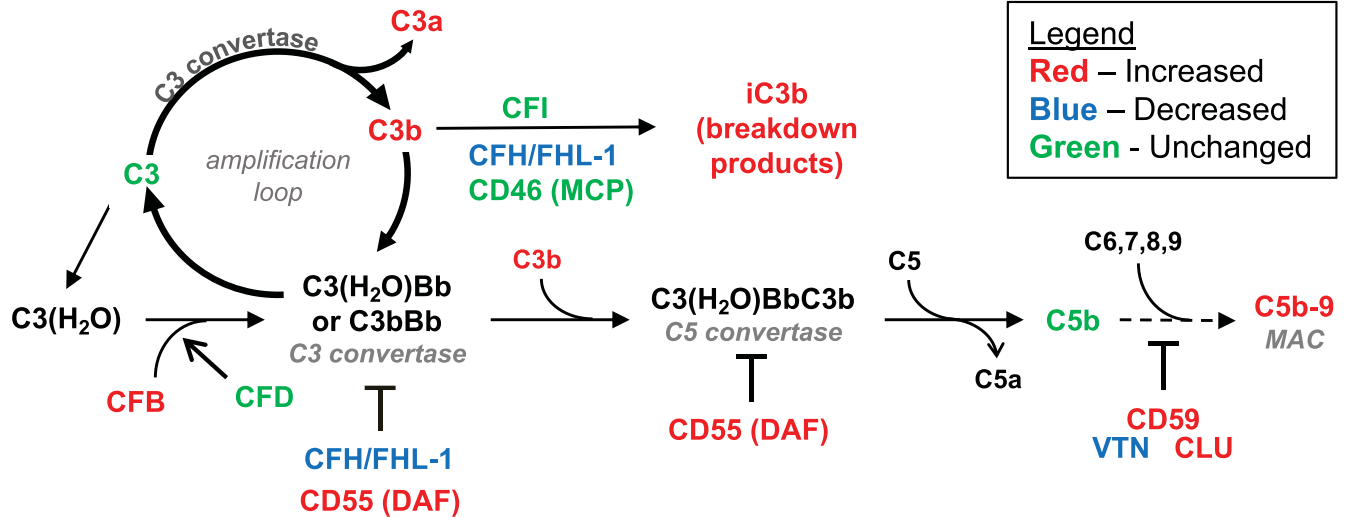 C3a
C3 convertase
C3b
C3
amplification
loop
CFI
CFH/FHL-1
CD46 (MCP)
iC3b
(breakdown
products)
Legend
Red – Increased
Blue – Decreased
Green - Unchanged
C3(H₂O)
CFB
CFD
C3(H₂O)Bb
or C3bBb
C3 convertase
CFH/FHL-1
CD55 (DAF)
C3b
C3(H₂O)BbC3b
C5 convertase
CD55 (DAF)
C5
C5a
C5b
C6,7,8,9
C5b-9
MAC
CD59
VTN CLU